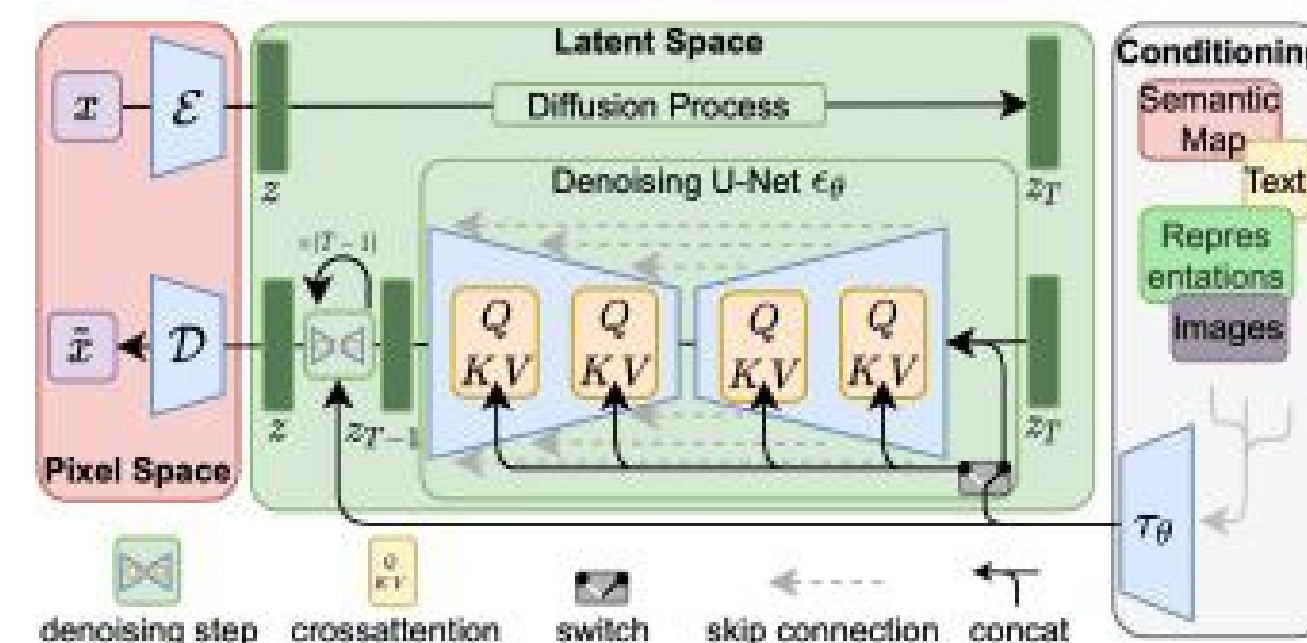 Latent Space
Conditioning
x
ℰ
Diffusion Process
Semantic
Map
Text
z
Denoising U-Net ϵθ
zT
Repres
entations
Images
×(T−1)
x̃
𝒟
Q
KV
Q
KV
Q
KV
Q
KV
z
zT−1
zT
Pixel Space
τθ
Q
KV
denoising step
crossattention
switch
skip connection
concat